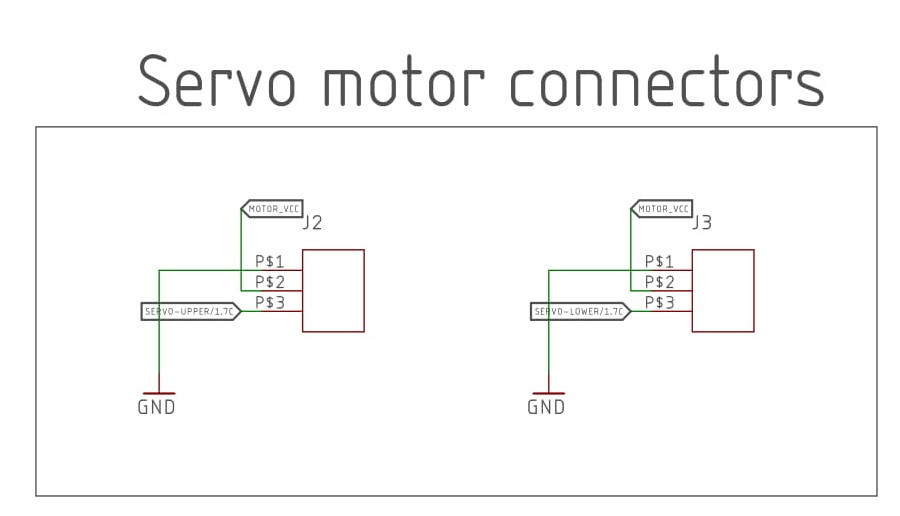 Servo motor connectors
MOTOR_VCC
J2
P$1
P$2
P$3
SERVO-UPPER/1.7C
GND
MOTOR_VCC
J3
P$1
P$2
P$3
SERVO-LOWER/1.7C
GND